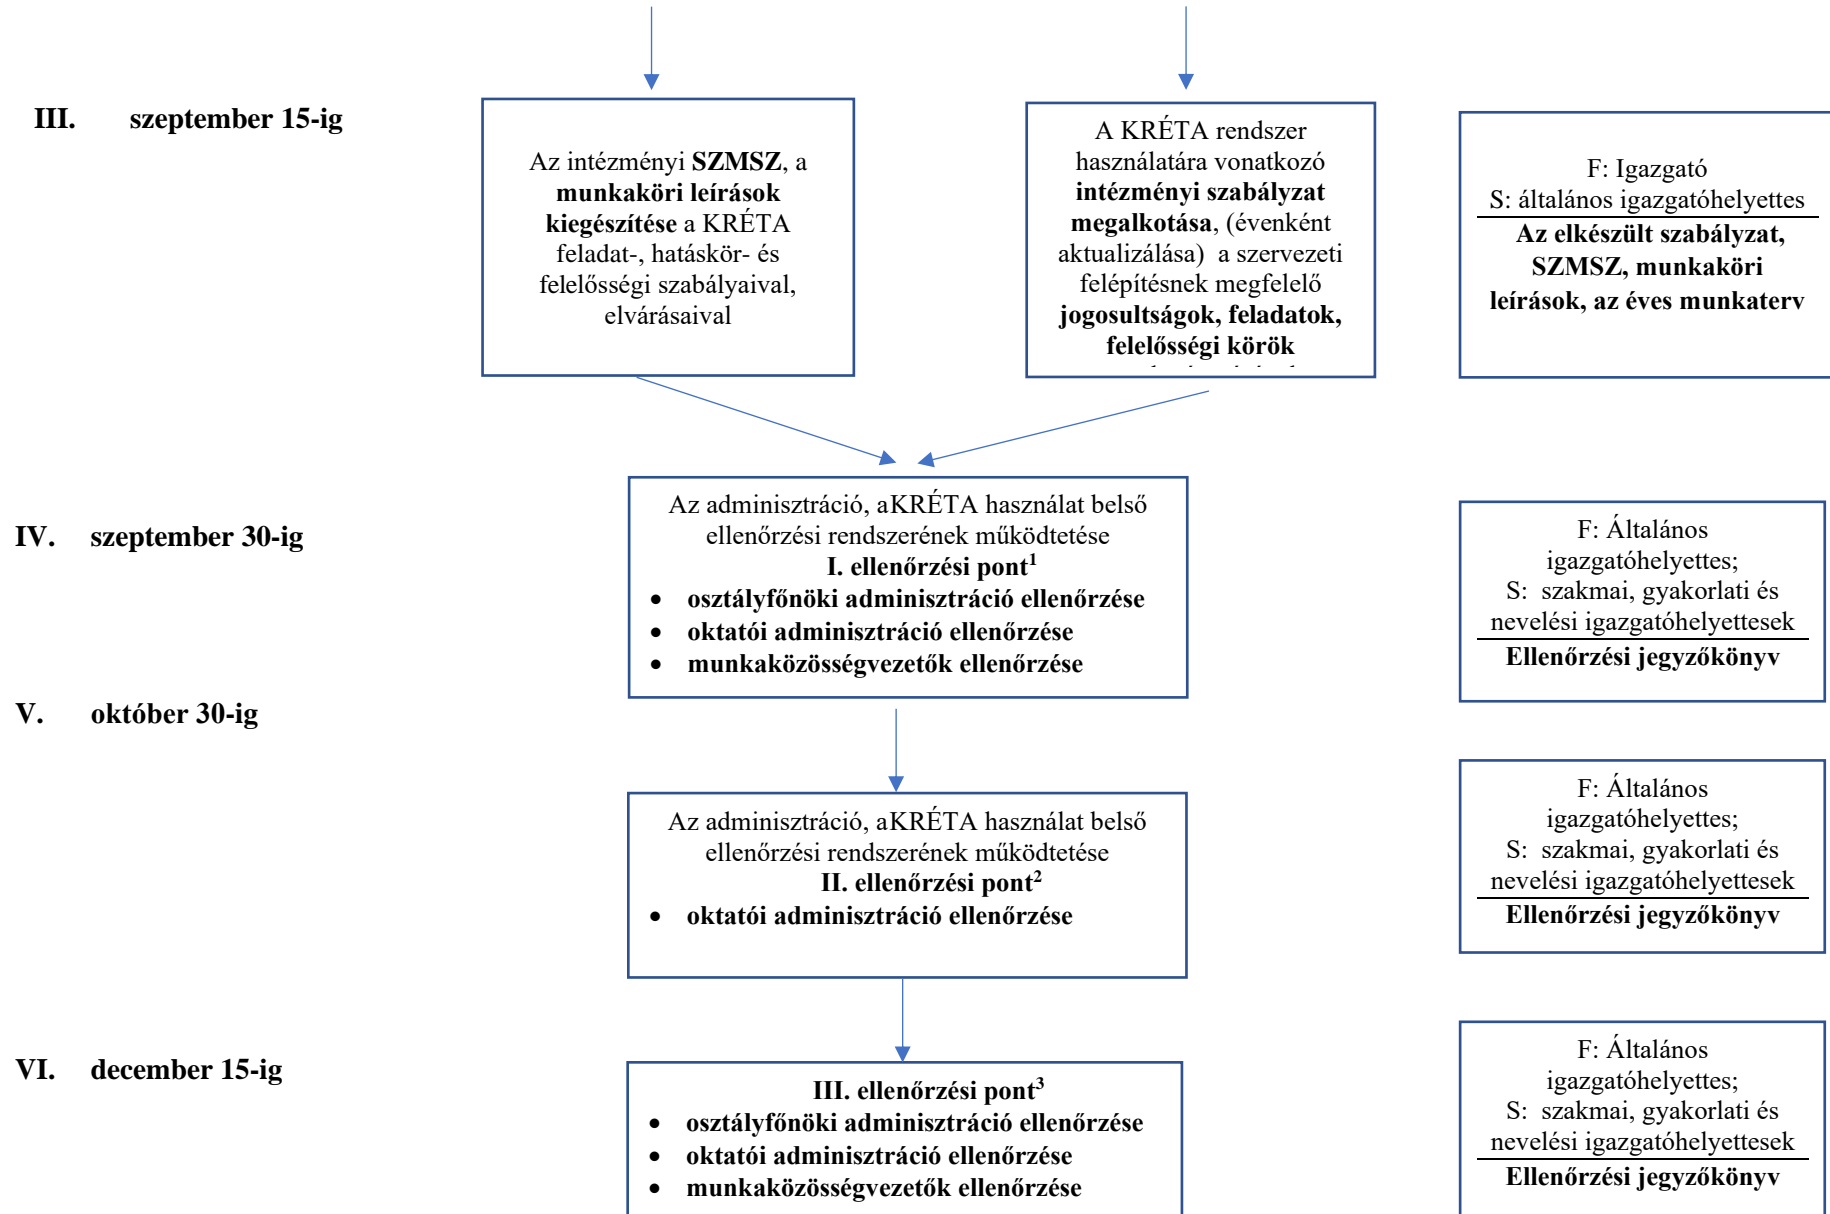 III. szeptember 15-ig
Az intézményi SZMSZ, a
munkaköri leírások
kiegészítése a KRÉTA
feladat-, hatáskör- és
felelősségi szabályaival,
elvárásaival
A KRÉTA rendszer
használatára vonatkozó
intézményi szabályzat
megalkotása, (évenként
aktualizálása) a szervezeti
felépítésnek megfelelő
jogosultságok, feladatok,
felelősségi körök
F: Igazgató
S: általános igazgatóhelyettes
Az elkészült szabályzat,
SZMSZ, munkaköri
leírások, az éves munkaterv
IV. szeptember 30-ig
Az adminisztráció, aKRÉTA használat belső
ellenőrzési rendszerének működtetése
I. ellenőrzési pont¹
• osztályfőnöki adminisztráció ellenőrzése
• oktatói adminisztráció ellenőrzése
• munkaközösségvezetők ellenőrzése
F: Általános
igazgatóhelyettes;
S: szakmai, gyakorlati és
nevelési igazgatóhelyettesek
Ellenőrzési jegyzőkönyv
V. október 30-ig
Az adminisztráció, aKRÉTA használat belső
ellenőrzési rendszerének működtetése
II. ellenőrzési pont²
• oktatói adminisztráció ellenőrzése
F: Általános
igazgatóhelyettes;
S: szakmai, gyakorlati és
nevelési igazgatóhelyettesek
Ellenőrzési jegyzőkönyv
VI. december 15-ig
III. ellenőrzési pont³
• osztályfőnöki adminisztráció ellenőrzése
• oktatói adminisztráció ellenőrzése
• munkaközösségvezetők ellenőrzése
F: Általános
igazgatóhelyettes;
S: szakmai, gyakorlati és
nevelési igazgatóhelyettesek
Ellenőrzési jegyzőkönyv